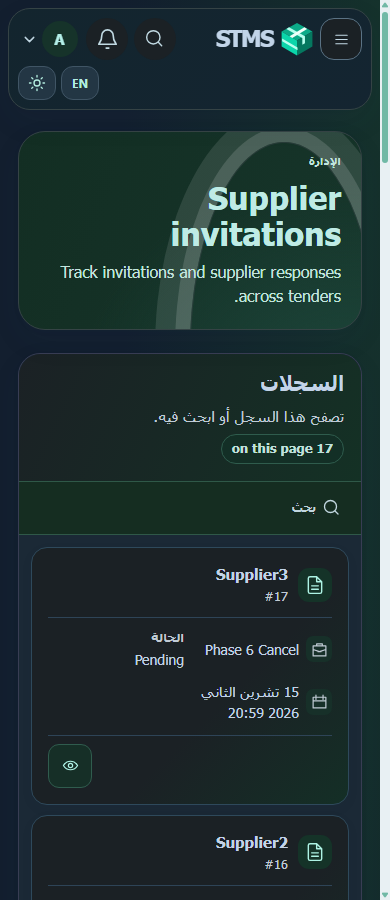 STMS
A
EN
الإدارة
Supplier
invitations
Track invitations and supplier responses
across tenders.
السجلات
تصفح هذا السجل أو ابحث فيه.
17 on this page
بحث
Supplier3
#17
Phase 6 Cancel
الحالة
Pending
15 تشرين الثاني
2026 20:59
Supplier2
#16